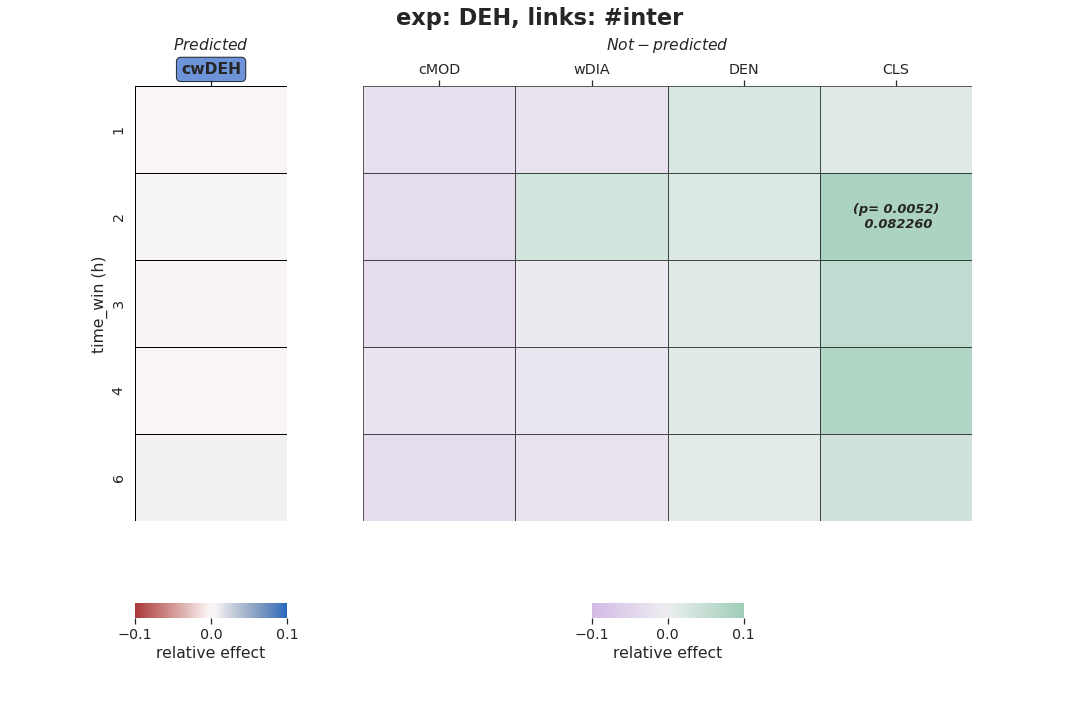 exp: DEH, links: #inter
Predicted
Not−predicted
cwDEH
cMOD
wDIA
DEN
CLS
time_win (h)
1
2
3
4
6
(p= 0.0052)
0.082260
−0.1
0.0
0.1
relative effect
−0.1
0.0
0.1
relative effect